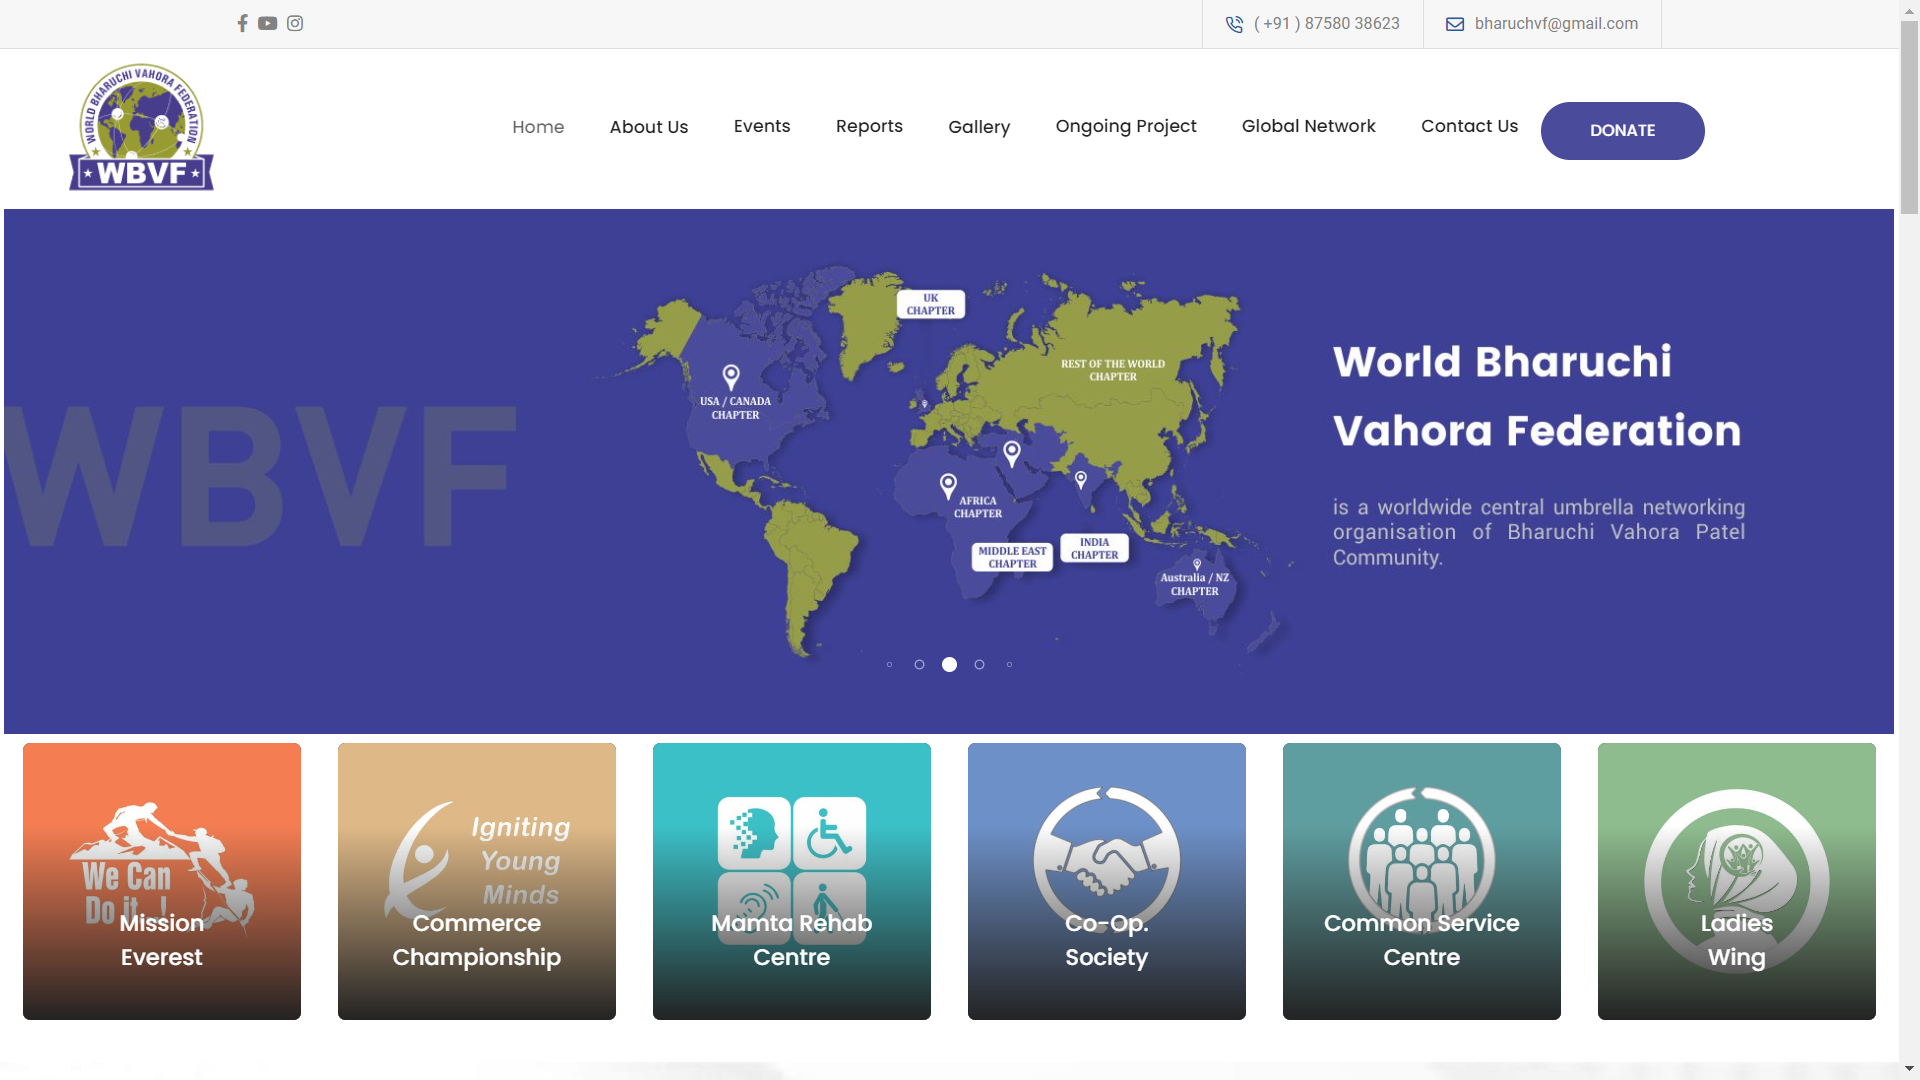 ( +91 ) 87580 38623
bharuchvf@gmail.com
WORLD BHARUCHI VAHORA FEDERATION
WBVF
Home
About Us
Events
Reports
Gallery
Ongoing Project
Global Network
Contact Us
DONATE
WBVF
UK
CHAPTER
REST OF THE WORLD
CHAPTER
USA / CANADA
CHAPTER
AFRICA
CHAPTER
MIDDLE EAST
CHAPTER
INDIA
CHAPTER
Australia / NZ
CHAPTER
World Bharuchi
Vahora Federation
is a worldwide central umbrella networking
organisation of Bharuchi Vahora Patel
Community.
We Can
Do it..!
Mission
Everest
Igniting
Young
Minds
Commerce
Championship
Mamta Rehab
Centre
Co-Op.
Society
Common Service
Centre
Ladies
Wing